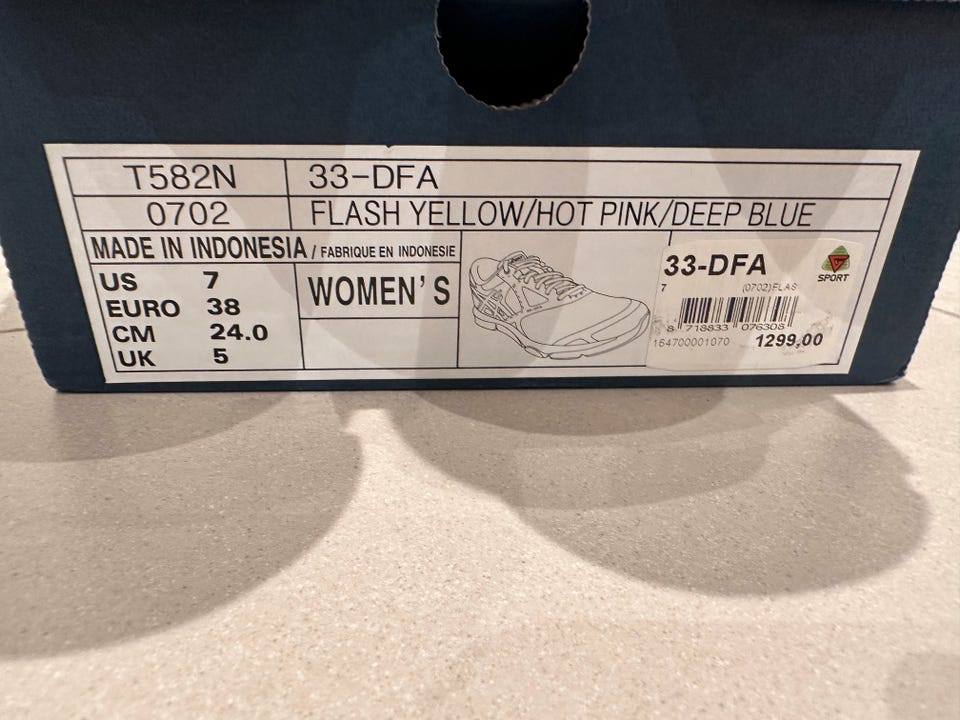 T582N 33-DFA
0702 FLASH YELLOW/HOT PINK/DEEP BLUE
MADE IN INDONESIA / FABRIQUE EN INDONESIE
US 7
EURO 38
CM 24.0
UK 5
WOMEN'S
33-DFA
SPORT
7 (0702)FLAS
8 718833 076308
164700001070 1299,00